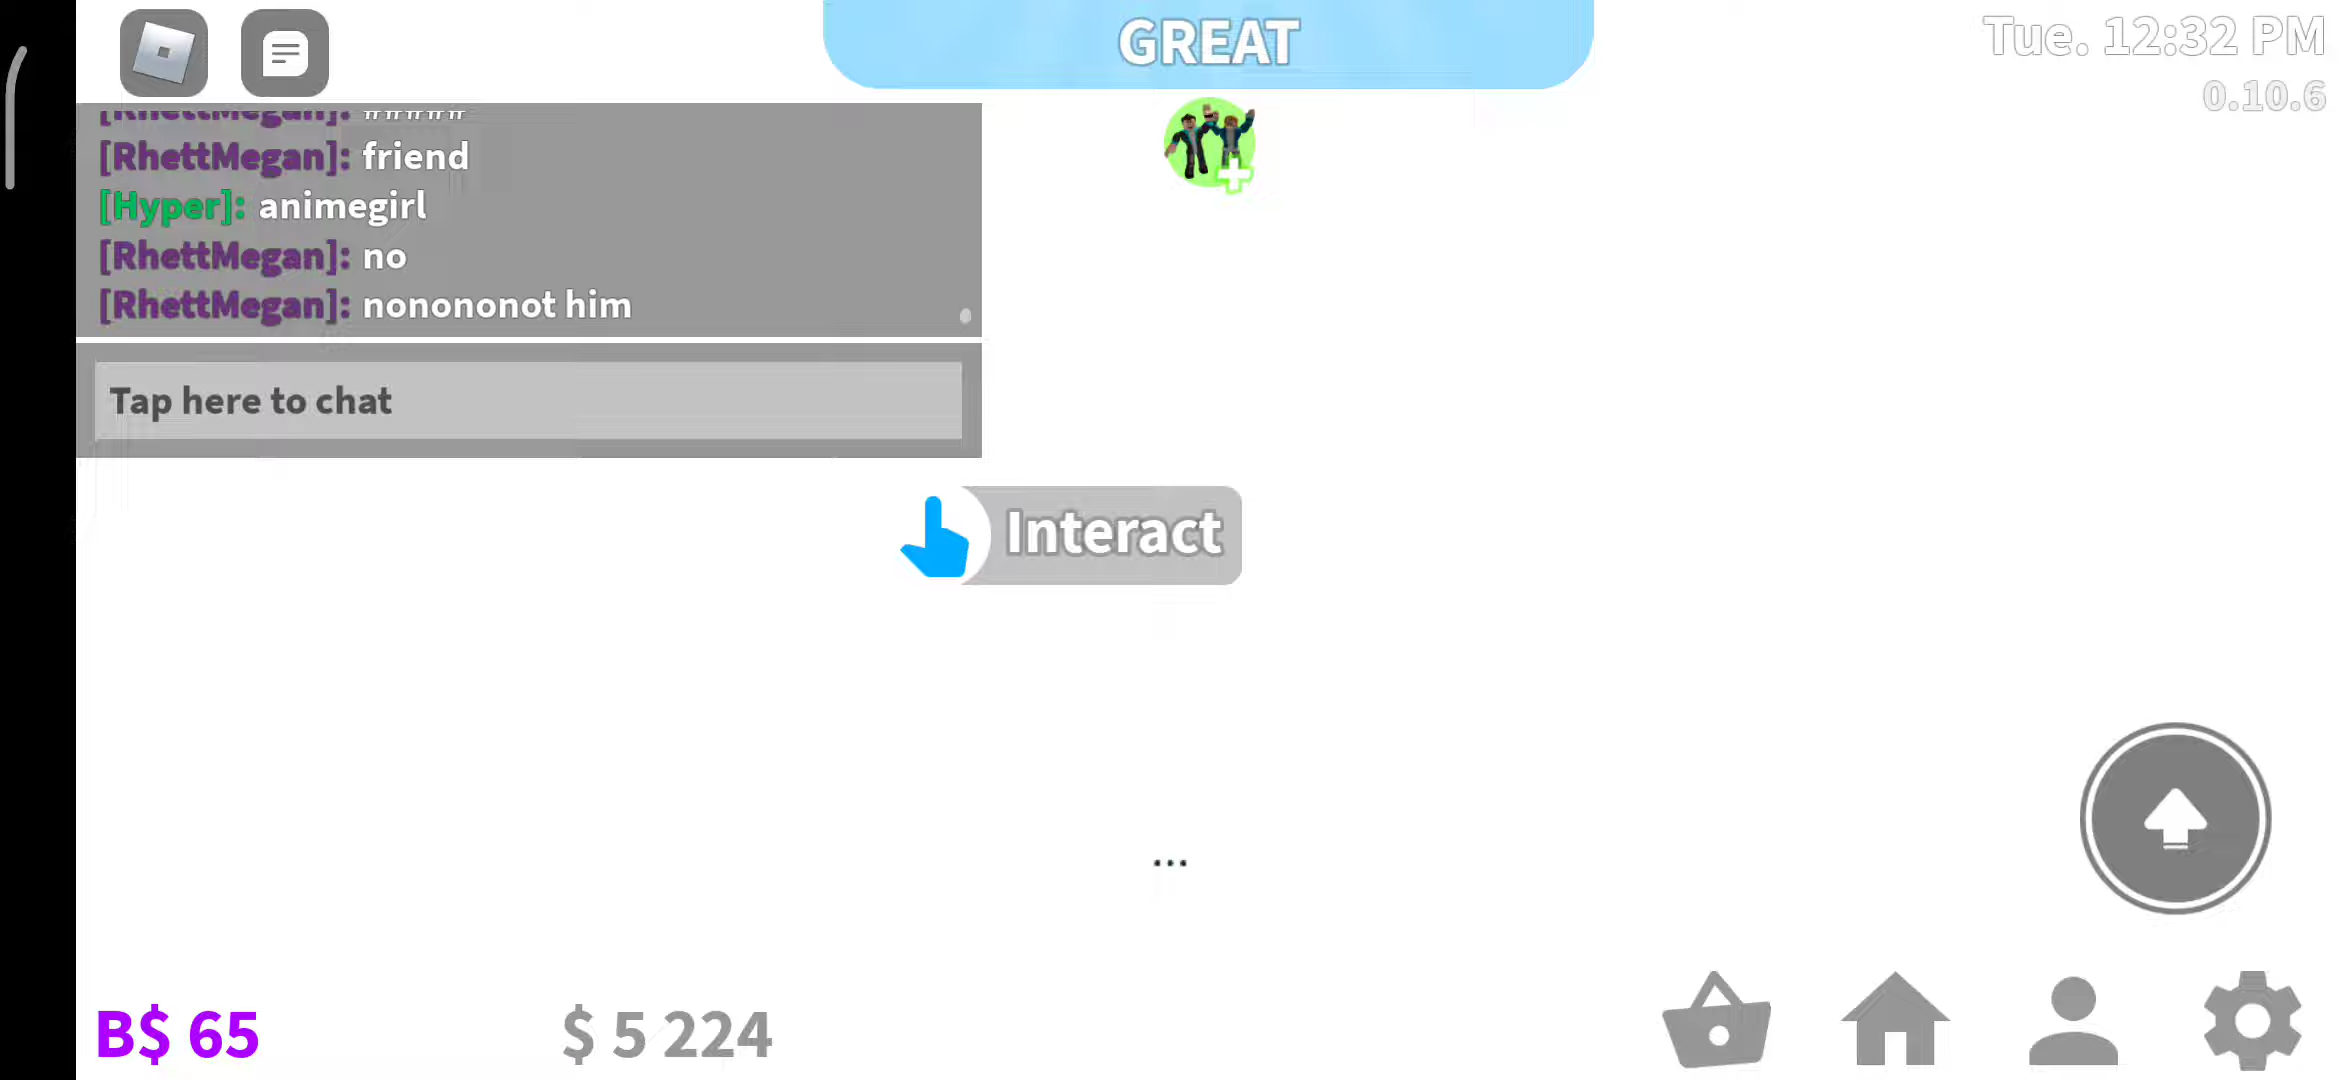 GREAT
Tue. 12:32 PM
0.10.6
[RhettMegan]: #####
[RhettMegan]: friend
[Hyper]: animegirl
[RhettMegan]: no
[RhettMegan]: nonononot him
Tap here to chat
Interact
...
B$ 65
$ 5 224